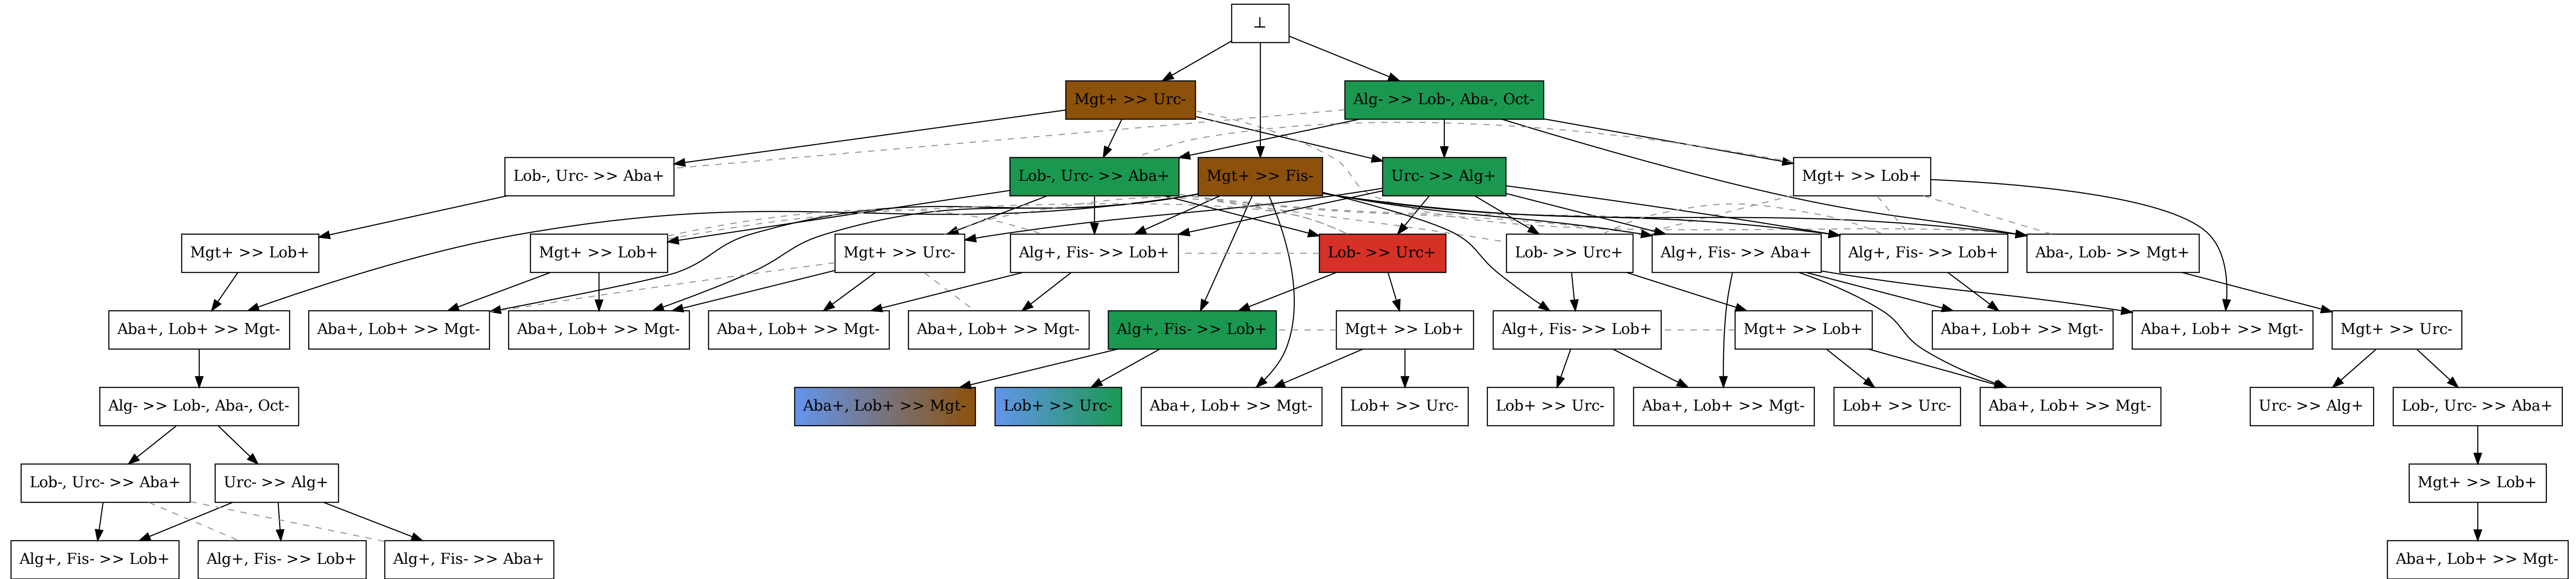 ⊥
Mgt+ >> Urc-
Alg- >> Lob-, Aba-, Oct-
Lob-, Urc- >> Aba+
Lob-, Urc- >> Aba+
Mgt+ >> Fis-
Urc- >> Alg+
Mgt+ >> Lob+
Mgt+ >> Lob+
Mgt+ >> Lob+
Mgt+ >> Urc-
Alg+, Fis- >> Lob+
Lob- >> Urc+
Lob- >> Urc+
Alg+, Fis- >> Aba+
Alg+, Fis- >> Lob+
Aba-, Lob- >> Mgt+
Aba+, Lob+ >> Mgt-
Aba+, Lob+ >> Mgt-
Aba+, Lob+ >> Mgt-
Aba+, Lob+ >> Mgt-
Aba+, Lob+ >> Mgt-
Alg+, Fis- >> Lob+
Mgt+ >> Lob+
Alg+, Fis- >> Lob+
Mgt+ >> Lob+
Aba+, Lob+ >> Mgt-
Aba+, Lob+ >> Mgt-
Mgt+ >> Urc-
Alg- >> Lob-, Aba-, Oct-
Aba+, Lob+ >> Mgt-
Lob+ >> Urc-
Aba+, Lob+ >> Mgt-
Lob+ >> Urc-
Lob+ >> Urc-
Aba+, Lob+ >> Mgt-
Lob+ >> Urc-
Aba+, Lob+ >> Mgt-
Urc- >> Alg+
Lob-, Urc- >> Aba+
Lob-, Urc- >> Aba+
Urc- >> Alg+
Mgt+ >> Lob+
Alg+, Fis- >> Lob+
Alg+, Fis- >> Lob+
Alg+, Fis- >> Aba+
Aba+, Lob+ >> Mgt-